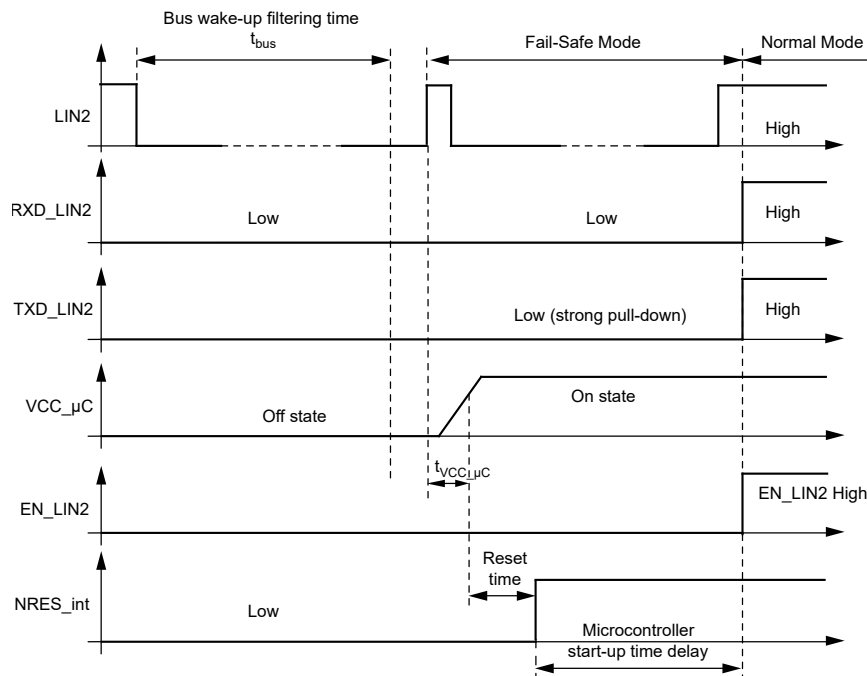 Bus wake-up filtering time
t_bus
Fail-Safe Mode
Normal Mode
LIN2
High
RXD_LIN2
Low
Low
High
TXD_LIN2
Low (strong pull-down)
High
VCC_µC
Off state
On state
t_VCC_µC
EN_LIN2
EN_LIN2 High
Reset
time
NRES_int
Low
Microcontroller
start-up time delay